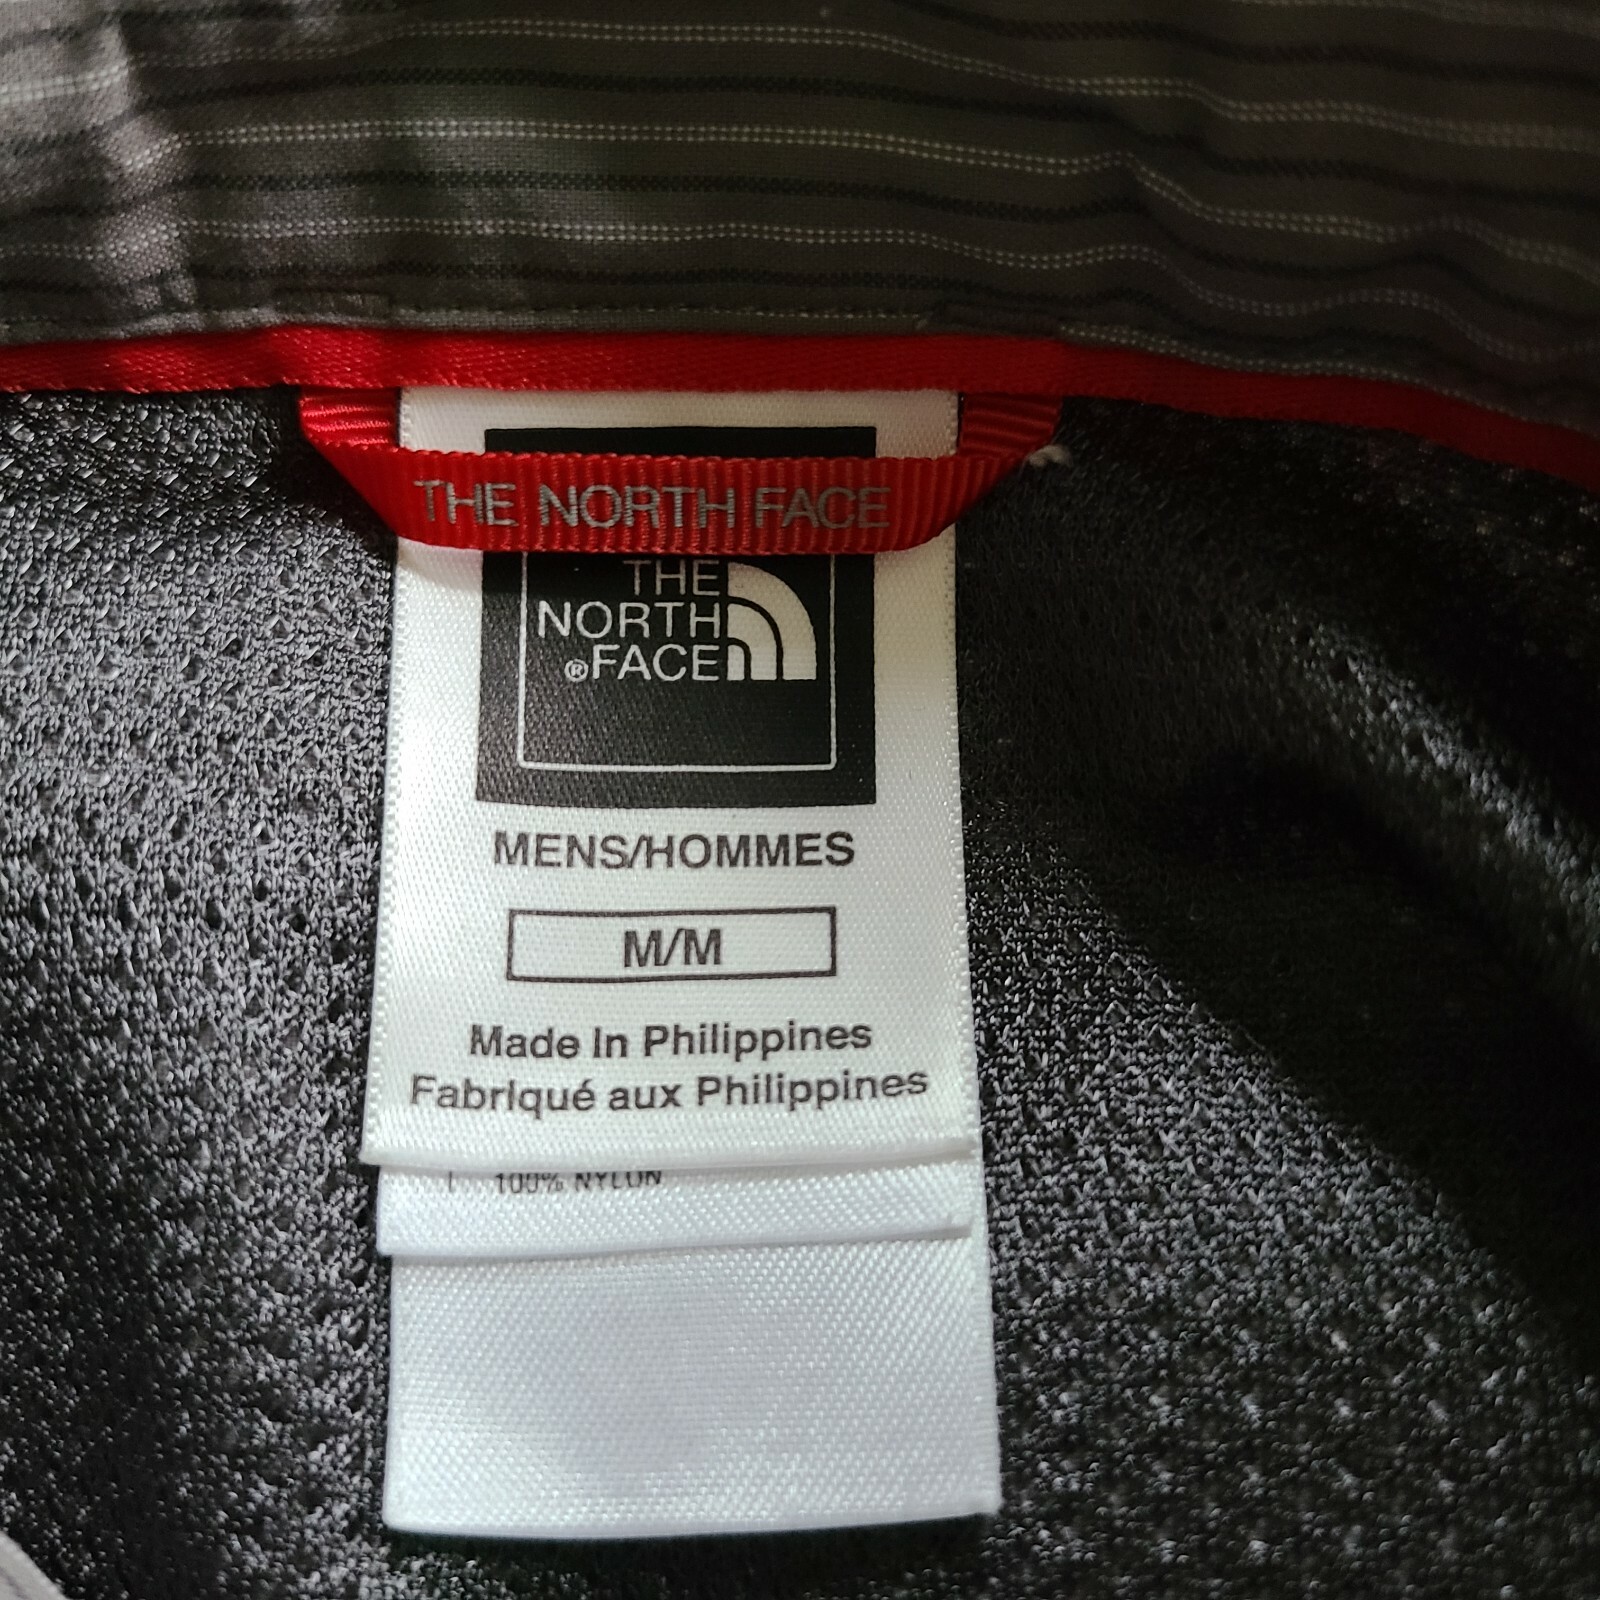 THE NORTH FACE
THE
NORTH
®FACE
MENS/HOMMES
M/M
Made In Philippines
Fabriqué aux Philippines
100% NYLON